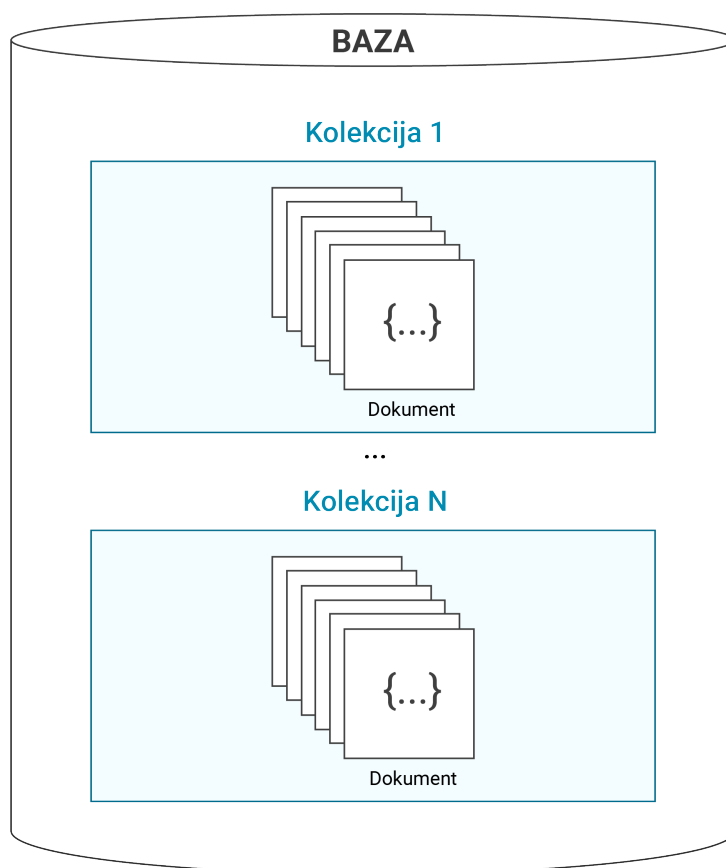 BAZA
Kolekcija 1
{...}
Dokument
...
Kolekcija N
{...}
Dokument